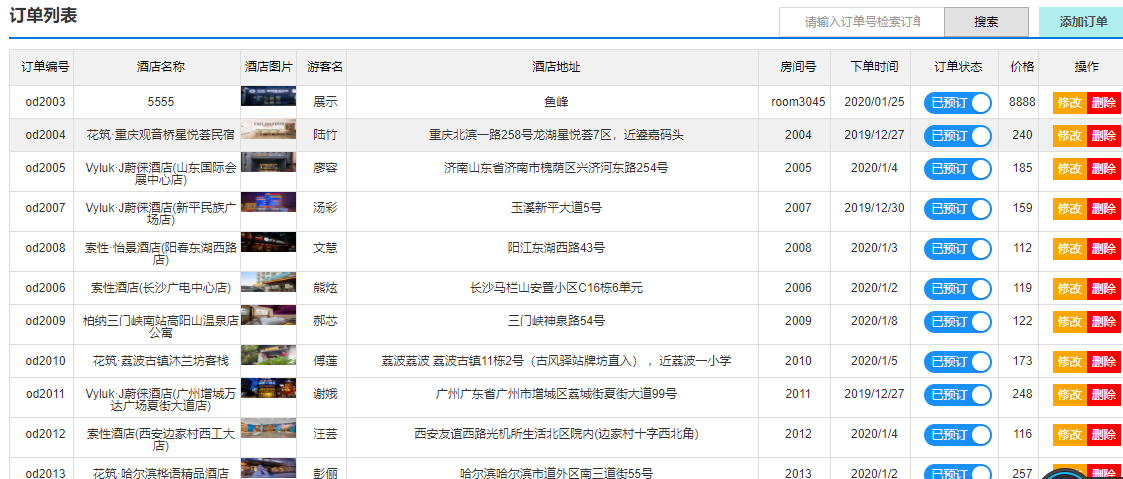 订单列表
请输入订单号检索订单 搜索 添加订单
订单编号 酒店名称 酒店图片 游客名 酒店地址 房间号 下单时间 订单状态 价格 操作
od2003 5555 展示 鱼峰 room3045 2020/01/25 已预订 8888 修改 删除
od2004 花筑·重庆观音桥星悦荟民宿 陆竹 重庆北滨一路258号龙湖星悦荟7区，近鎏嘉码头 2004 2019/12/27 已预订 240 修改 删除
od2005 Vyluk·J蔚徕酒店(山东国际会 廖容 济南山东省济南市槐荫区兴济河东路254号 2005 2020/1/4 已预订 185 修改 删除
展中心店)
od2007 Vyluk·J蔚徕酒店(新平民族广 汤彩 玉溪新平大道5号 2007 2019/12/30 已预订 159 修改 删除
场店)
od2008 索性·怡景酒店(阳春东湖西路 文慧 阳江东湖西路43号 2008 2020/1/3 已预订 112 修改 删除
店)
od2006 索性酒店(长沙广电中心店) 熊炫 长沙马栏山安置小区C16栋6单元 2006 2020/1/2 已预订 119 修改 删除
od2009 柏纳三门峡南站高阳山温泉店 郝芯 三门峡神泉路54号 2009 2020/1/8 已预订 122 修改 删除
公寓
od2010 花筑·荔波古镇沐兰坊客栈 傅莲 荔波荔波 荔波古镇11栋2号（古风驿站牌坊直入），近荔波一小学 2010 2020/1/5 已预订 173 修改 删除
od2011 Vyluk·J蔚徕酒店(广州增城万 谢娥 广州广东省广州市增城区荔城街夏街大道99号 2011 2019/12/27 已预订 248 修改 删除
达广场夏街大道店)
od2012 索性酒店(西安边家村西工大 汪芸 西安友谊西路光机所生活北区院内(边家村十字西北角) 2012 2020/1/4 已预订 116 修改 删除
店)
od2013 花筑·哈尔滨桦语精品酒店 彭俪 哈尔滨哈尔滨市道外区南三道街55号 2013 2020/1/2 已预订 257 修改 删除